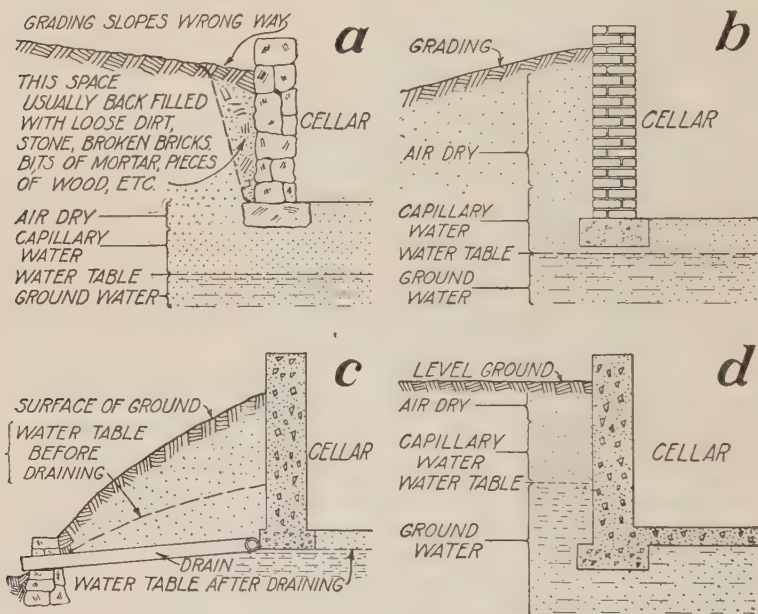 GRADING SLOPES WRONG WAY
a
THIS SPACE
USUALLY BACK FILLED
WITH LOOSE DIRT,
STONE, BROKEN BRICKS,
BITS OF MORTAR, PIECES
OF WOOD, ETC.
CELLAR
AIR DRY
CAPILLARY
WATER
WATER TABLE
GROUND WATER
b
GRADING
CELLAR
AIR DRY
CAPILLARY
WATER
WATER TABLE
GROUND
WATER
c
SURFACE OF GROUND
WATER TABLE
BEFORE
DRAINING
CELLAR
DRAIN
WATER TABLE AFTER DRAINING
d
LEVEL GROUND
AIR DRY
CAPILLARY
WATER
WATER TABLE
CELLAR
GROUND
WATER